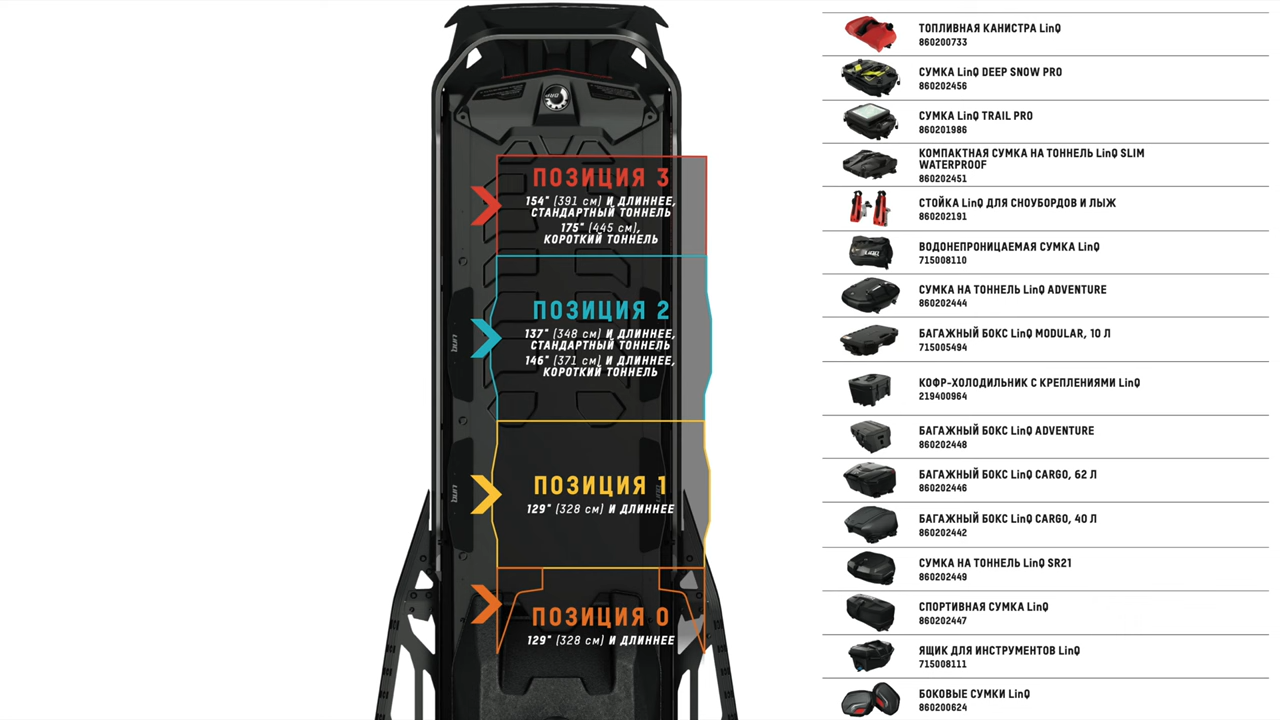 ПОЗИЦИЯ 3
154" (391 см) И ДЛИННЕЕ,
СТАНДАРТНЫЙ ТОННЕЛЬ
175" (445 см),
КОРОТКИЙ ТОННЕЛЬ
ПОЗИЦИЯ 2
137" (348 см) И ДЛИННЕЕ,
СТАНДАРТНЫЙ ТОННЕЛЬ
146" (371 см) И ДЛИННЕЕ,
КОРОТКИЙ ТОННЕЛЬ
ПОЗИЦИЯ 1
129" (328 см) И ДЛИННЕЕ
ПОЗИЦИЯ 0
129" (328 см) И ДЛИННЕЕ
ТОПЛИВНАЯ КАНИСТРА LinQ
860200733
СУМКА LinQ DEEP SNOW PRO
860202456
СУМКА LinQ TRAIL PRO
860201986
КОМПАКТНАЯ СУМКА НА ТОННЕЛЬ LinQ SLIM
WATERPROOF
860202451
СТОЙКА LinQ ДЛЯ СНОУБОРДОВ И ЛЫЖ
860202191
ВОДОНЕПРОНИЦАЕМАЯ СУМКА LinQ
715008110
СУМКА НА ТОННЕЛЬ LinQ ADVENTURE
860202444
БАГАЖНЫЙ БОКС LinQ MODULAR, 10 Л
715005494
КОФР-ХОЛОДИЛЬНИК С КРЕПЛЕНИЯМИ LinQ
219400964
БАГАЖНЫЙ БОКС LinQ ADVENTURE
860202448
БАГАЖНЫЙ БОКС LinQ CARGO, 62 Л
860202446
БАГАЖНЫЙ БОКС LinQ CARGO, 40 Л
860202442
СУМКА НА ТОННЕЛЬ LinQ SR21
860202449
СПОРТИВНАЯ СУМКА LinQ
860202447
ЯЩИК ДЛЯ ИНСТРУМЕНТОВ LinQ
715008111
БОКОВЫЕ СУМКИ LinQ
860200624